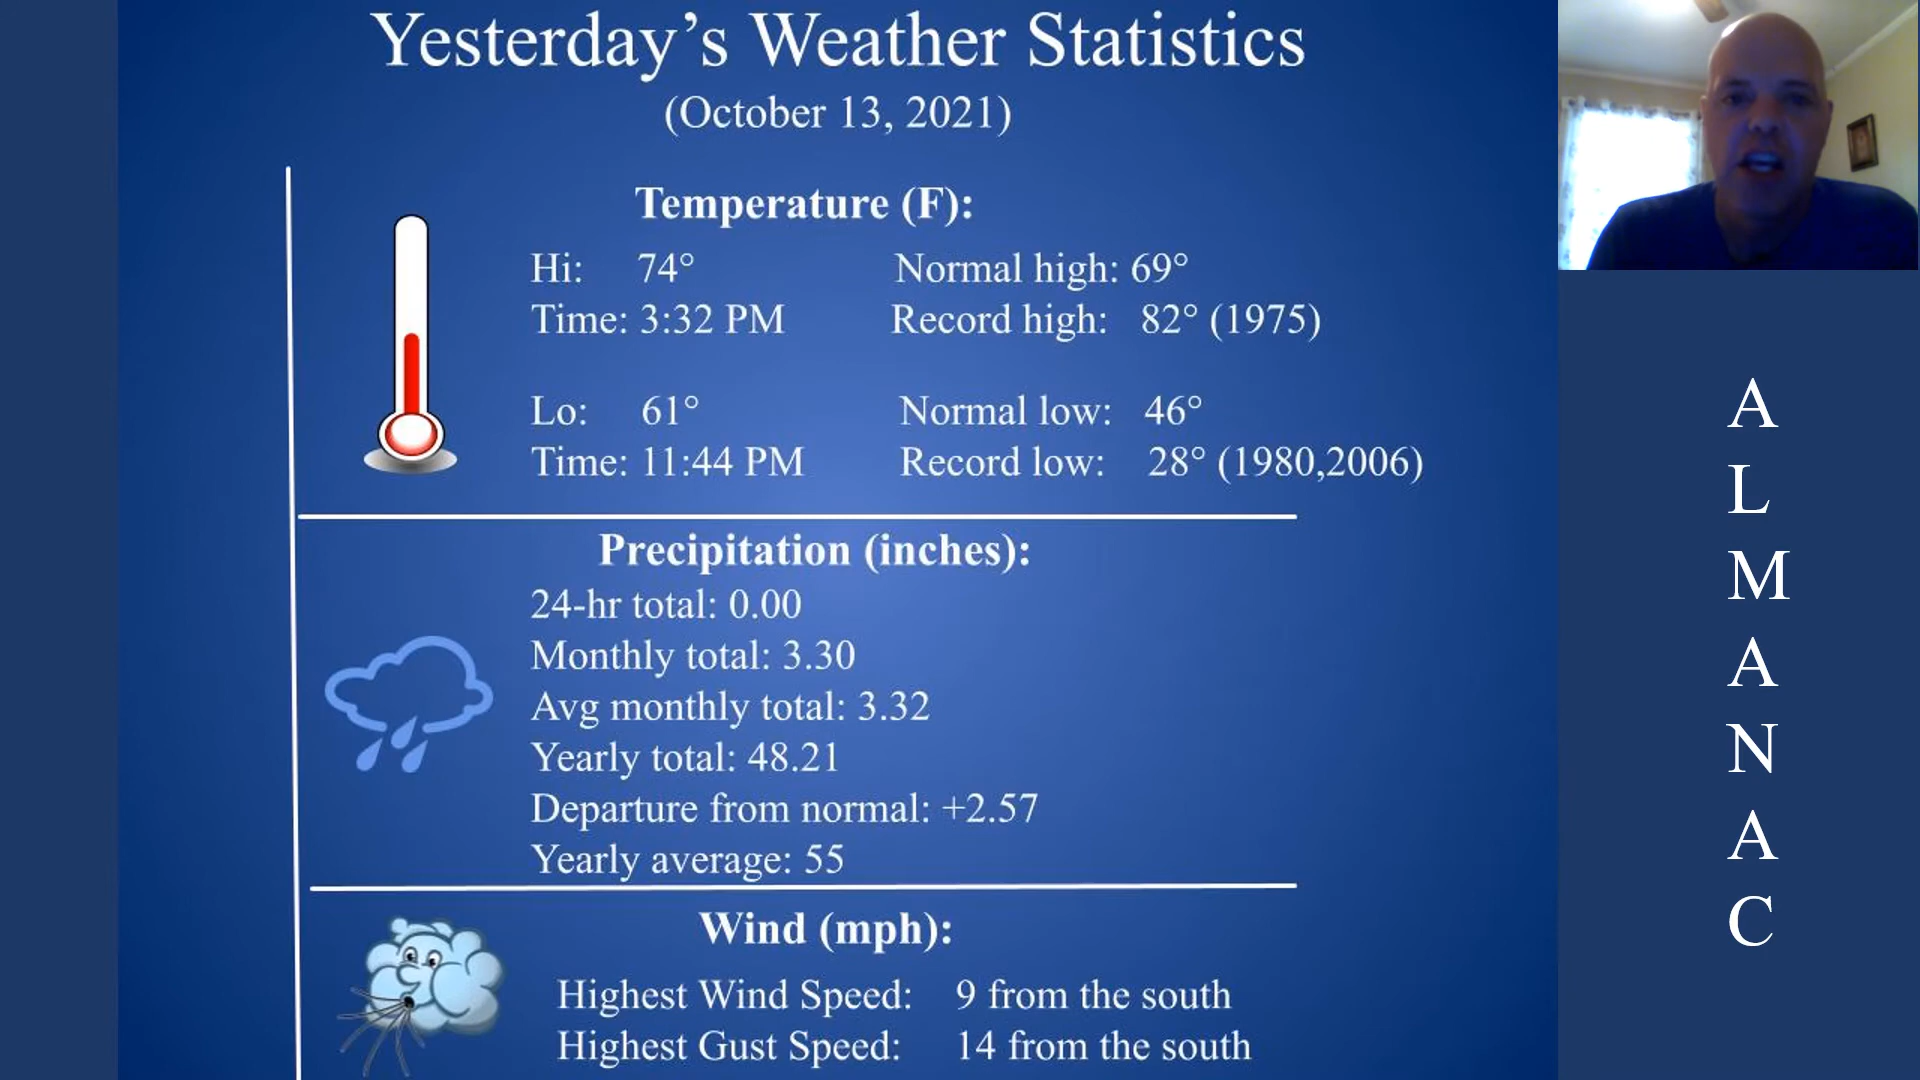 Yesterday’s Weather Statistics
(October 13, 2021)
Temperature (F):
Hi: 74° Normal high: 69°
Time: 3:32 PM Record high: 82° (1975)
Lo: 61° Normal low: 46°
Time: 11:44 PM Record low: 28° (1980,2006)
Precipitation (inches):
24-hr total: 0.00
Monthly total: 3.30
Avg monthly total: 3.32
Yearly total: 48.21
Departure from normal: +2.57
Yearly average: 55
Wind (mph):
Highest Wind Speed: 9 from the south
Highest Gust Speed: 14 from the south
A
L
M
A
N
A
C